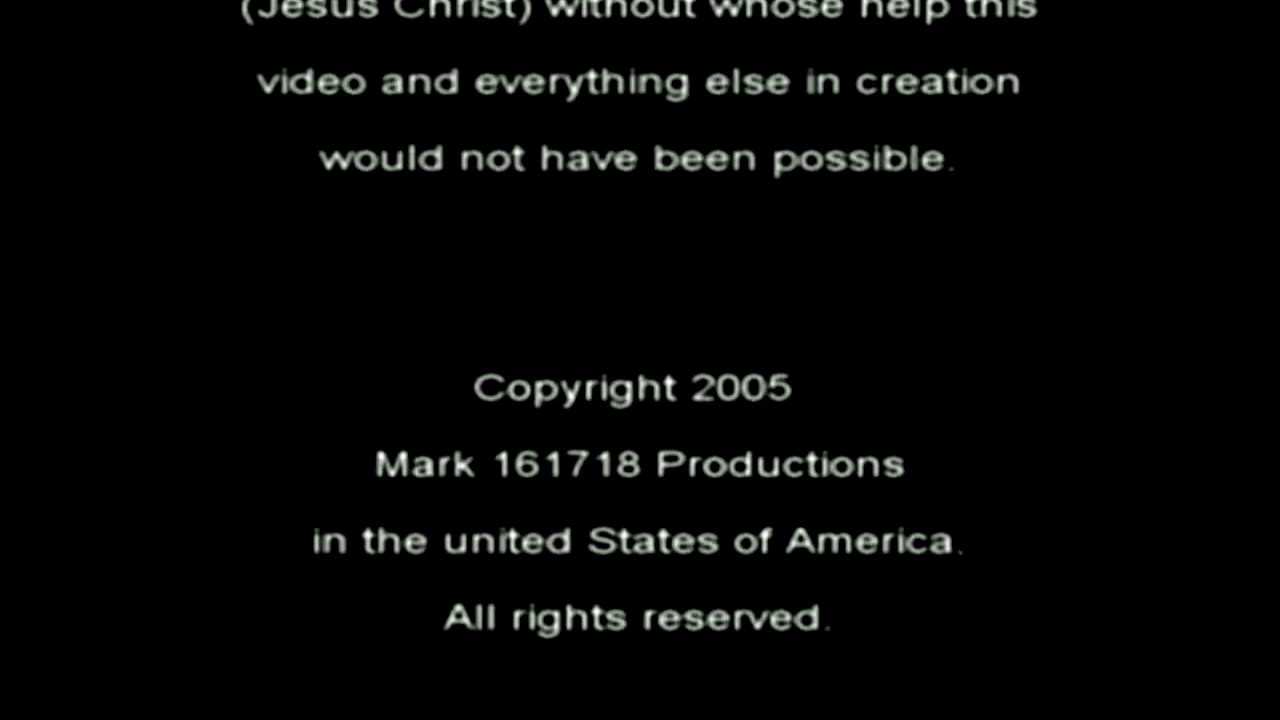 (Jesus Christ) without whose help this
video and everything else in creation
would not have been possible.
Copyright 2005
Mark 161718 Productions
in the united States of America.
All rights reserved.